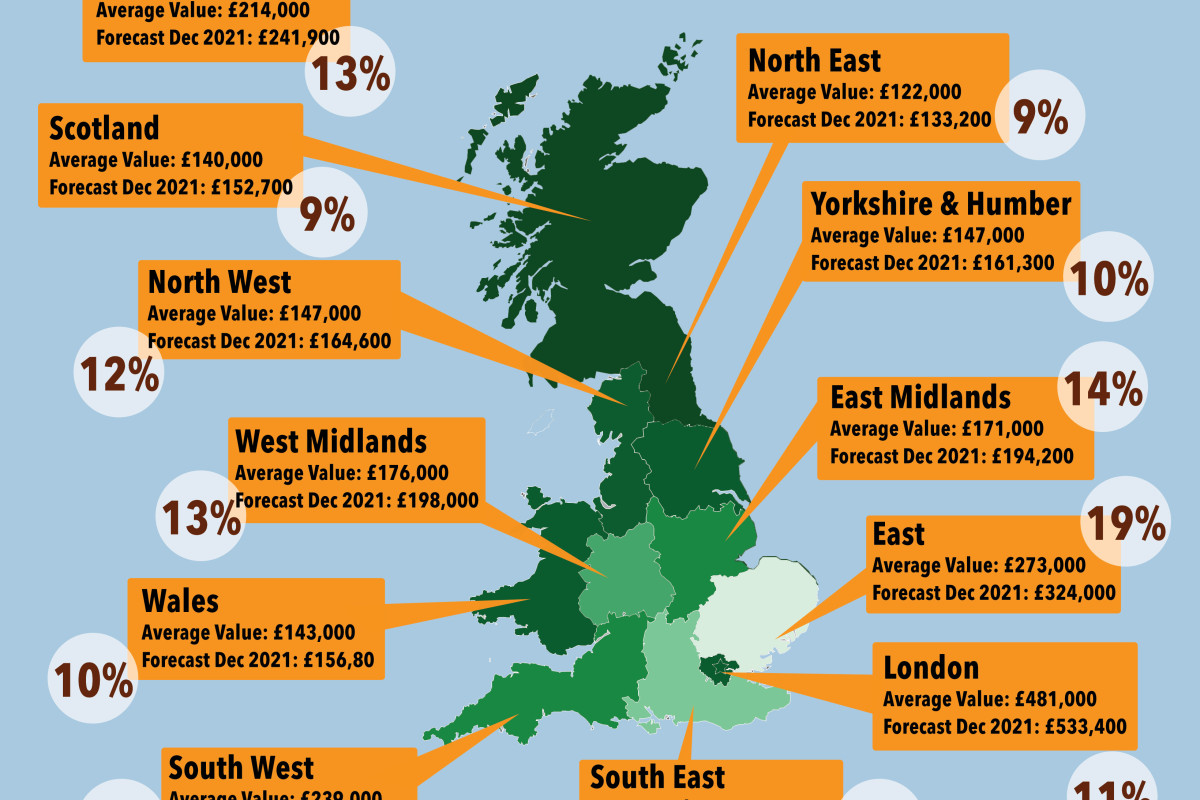 Average Value: £214,000
Forecast Dec 2021: £241,900
13%
Scotland
Average Value: £140,000
Forecast Dec 2021: £152,700
9%
North West
Average Value: £147,000
Forecast Dec 2021: £164,600
12%
West Midlands
Average Value: £176,000
Forecast Dec 2021: £198,000
13%
Wales
Average Value: £143,000
Forecast Dec 2021: £156,80
10%
South West
Average Value: £239,000
North East
Average Value: £122,000
Forecast Dec 2021: £133,200
9%
Yorkshire & Humber
Average Value: £147,000
Forecast Dec 2021: £161,300
10%
East Midlands
Average Value: £171,000
Forecast Dec 2021: £194,200
14%
East
Average Value: £273,000
Forecast Dec 2021: £324,000
19%
London
Average Value: £481,000
Forecast Dec 2021: £533,400
11%
South East